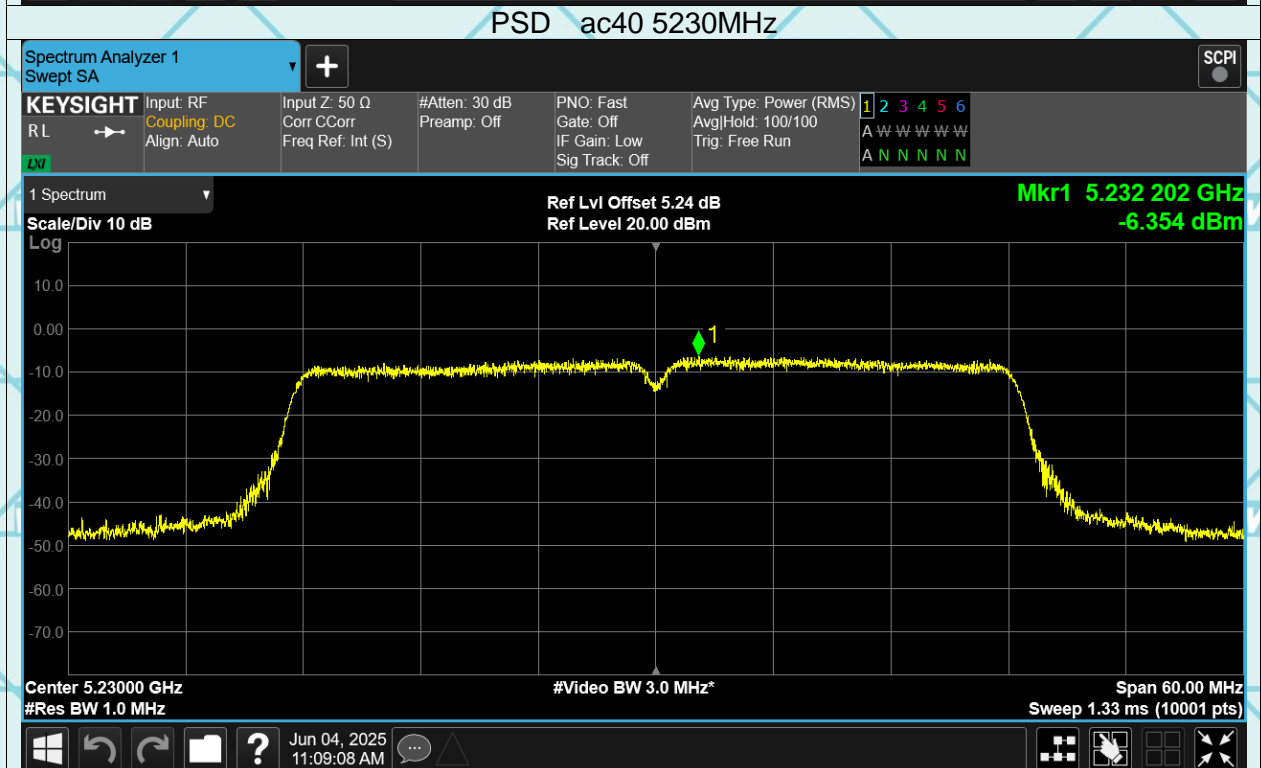 PSD ac40 5230MHz
Spectrum Analyzer 1
Swept SA
+
SCPI
KEYSIGHT
R L
LXI
Input: RF
Coupling: DC
Align: Auto
Input Z: 50 Ω
Corr CCorr
Freq Ref: Int (S)
#Atten: 30 dB
Preamp: Off
PNO: Fast
Gate: Off
IF Gain: Low
Sig Track: Off
Avg Type: Power (RMS)
Avg|Hold: 100/100
Trig: Free Run
1 2 3 4 5 6
A W W W W W
A N N N N N
1 Spectrum
Scale/Div 10 dB
Ref Lvl Offset 5.24 dB
Ref Level 20.00 dBm
Mkr1 5.232 202 GHz
-6.354 dBm
Log
10.0
0.00
-10.0
-20.0
-30.0
-40.0
-50.0
-60.0
-70.0
1
Center 5.23000 GHz
#Res BW 1.0 MHz
#Video BW 3.0 MHz*
Span 60.00 MHz
Sweep 1.33 ms (10001 pts)
?
Jun 04, 2025
11:09:08 AM